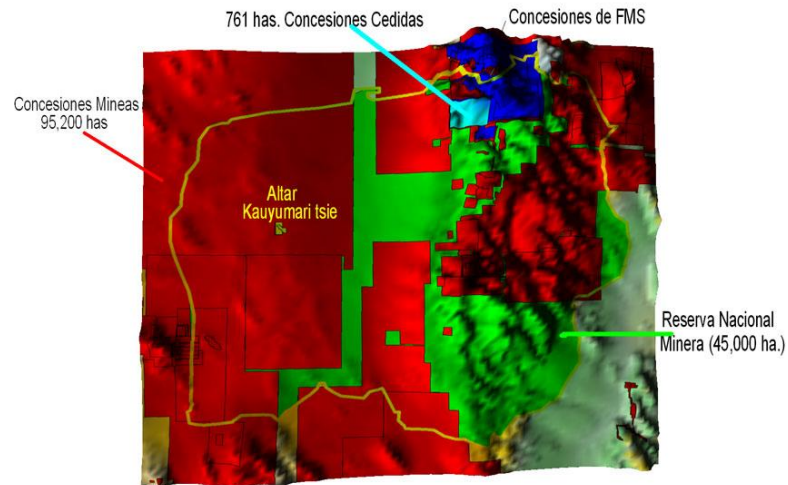 761 has. Concesiones Cedidas
Concesiones de FMS
Concesiones Mineas
95,200 has
Altar
Kauyumari tsie
Reserva Nacional
Minera (45,000 ha.)